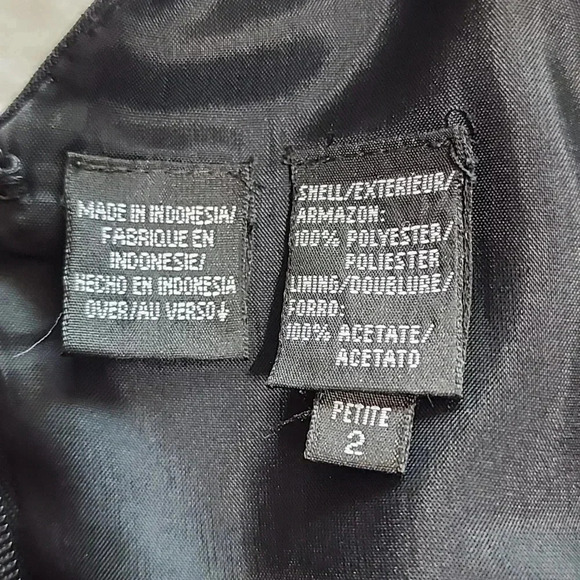 MADE IN INDONESIA/
FABRIQUE EN
INDONESIE/
HECHO EN INDONESIA
OVER/AU VERSO↓
SHELL/EXTERIEUR/
ARMAZON:
100% POLYESTER/
POLIESTER
LINING/DOUBLURE/
FORRO:
100% ACETATE/
ACETATO
PETITE
2